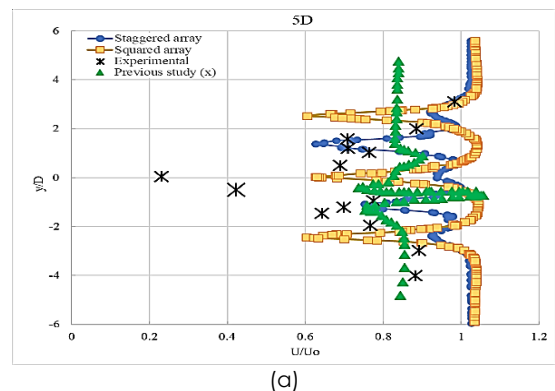 5D
Staggered array
Squared array
Experimental
Previous study (x)
6
4
2
0
-2
-4
-6
y/D
0 0.2 0.4 0.6 0.8 1 1.2
U/Uo
(a)